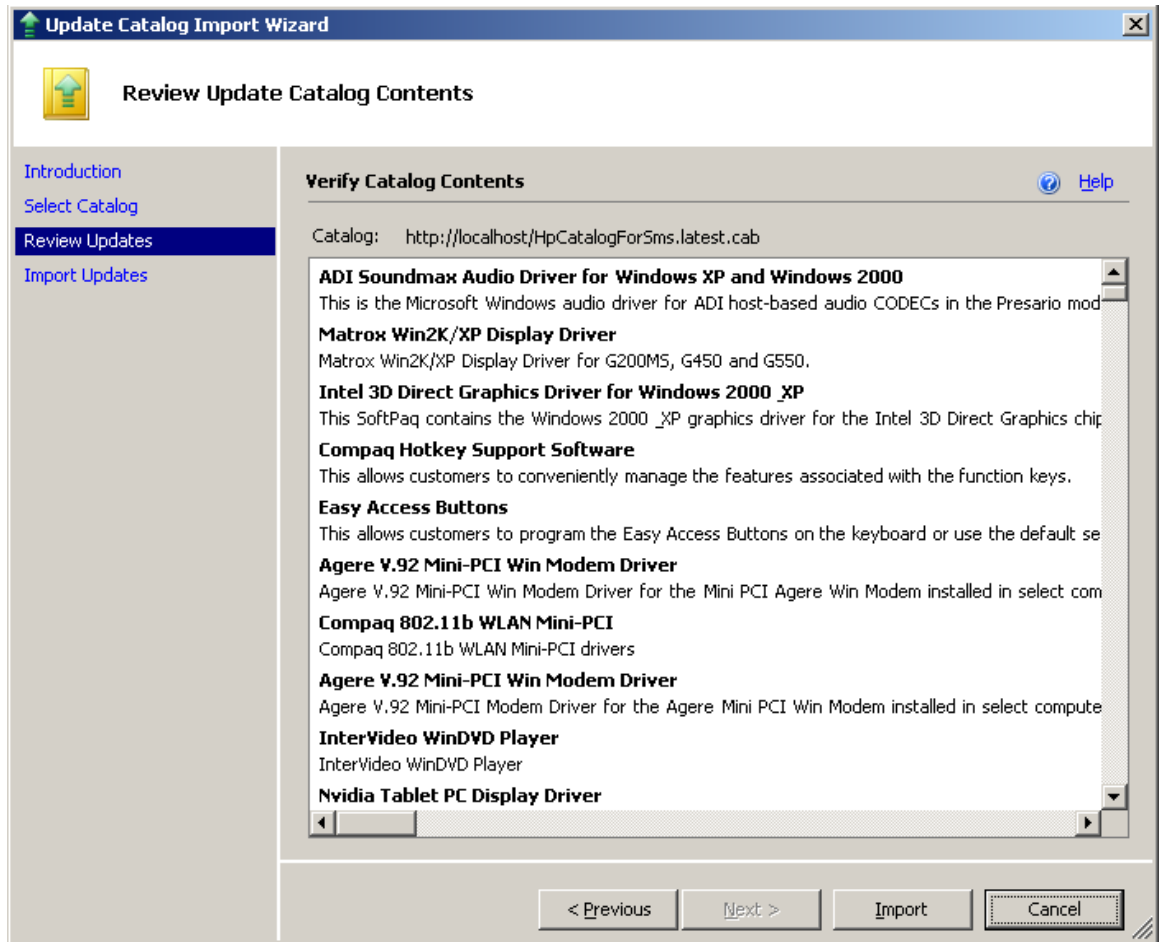 Update Catalog Import Wizard
Review Update Catalog Contents
Introduction
Select Catalog
Review Updates
Import Updates
Verify Catalog Contents
Help
Catalog: http://localhost/HpCatalogForSms.latest.cab
ADI Soundmax Audio Driver for Windows XP and Windows 2000
This is the Microsoft Windows audio driver for ADI host-based audio CODECs in the Presario mod
Matrox Win2K/XP Display Driver
Matrox Win2K/XP Display Driver for G200MS, G450 and G550.
Intel 3D Direct Graphics Driver for Windows 2000 _XP
This SoftPaq contains the Windows 2000 _XP graphics driver for the Intel 3D Direct Graphics chip
Compaq Hotkey Support Software
This allows customers to conveniently manage the features associated with the function keys.
Easy Access Buttons
This allows customers to program the Easy Access Buttons on the keyboard or use the default se
Agere V.92 Mini-PCI Win Modem Driver
Agere V.92 Mini-PCI Win Modem Driver for the Mini PCI Agere Win Modem installed in select com
Compaq 802.11b WLAN Mini-PCI
Compaq 802.11b WLAN Mini-PCI drivers
Agere V.92 Mini-PCI Win Modem Driver
Agere V.92 Mini-PCI Modem Driver for the Agere Mini PCI Win Modem installed in select compute
InterVideo WinDVD Player
InterVideo WinDVD Player
Nvidia Tablet PC Display Driver
< Previous
Next >
Import
Cancel